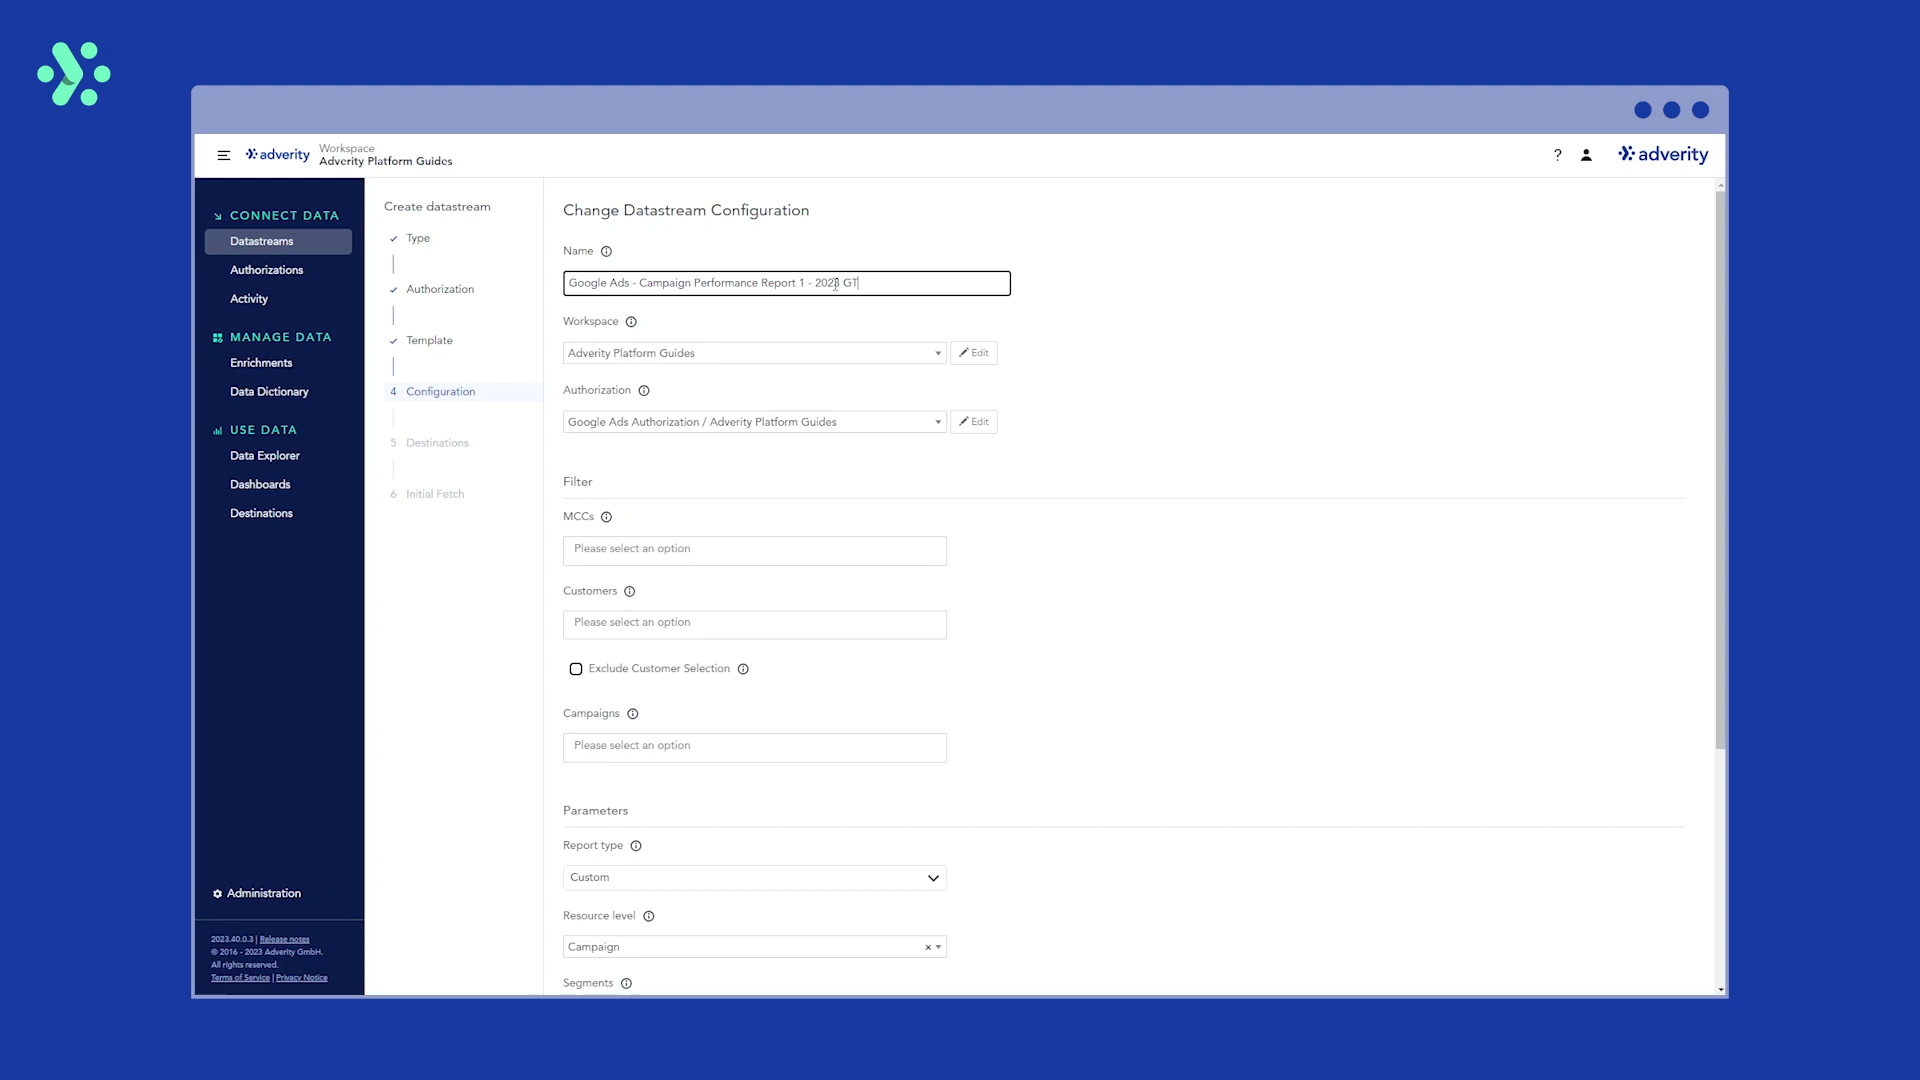 adverity
Workspace
Adverity Platform Guides
?
adverity
CONNECT DATA
Datastreams
Authorizations
Activity
MANAGE DATA
Enrichments
Data Dictionary
USE DATA
Data Explorer
Dashboards
Destinations
Administration
2023.40.0.3 | Release notes
© 2016 - 2023 Adverity GmbH.
All rights reserved.
Terms of Service | Privacy Notice
Create datastream
Type
Authorization
Template
4 Configuration
5 Destinations
6 Initial Fetch
Change Datastream Configuration
Name
Google Ads - Campaign Performance Report 1 - 2023 GT
Workspace
Adverity Platform Guides
Edit
Authorization
Google Ads Authorization / Adverity Platform Guides
Edit
Filter
MCCs
Please select an option
Customers
Please select an option
Exclude Customer Selection
Campaigns
Please select an option
Parameters
Report type
Custom
Resource level
Campaign
Segments